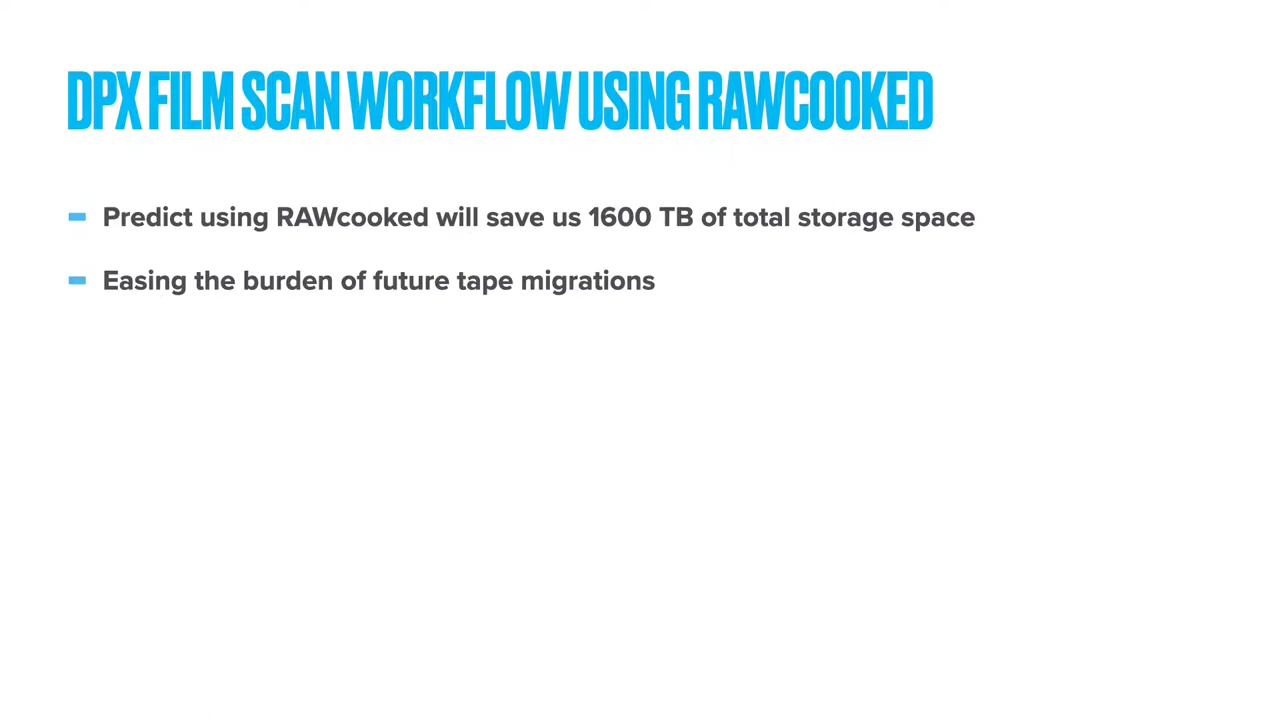 DPX FILM SCAN WORKFLOW USING RAWCOOKED
Predict using RAWcooked will save us 1600 TB of total storage space
Easing the burden of future tape migrations